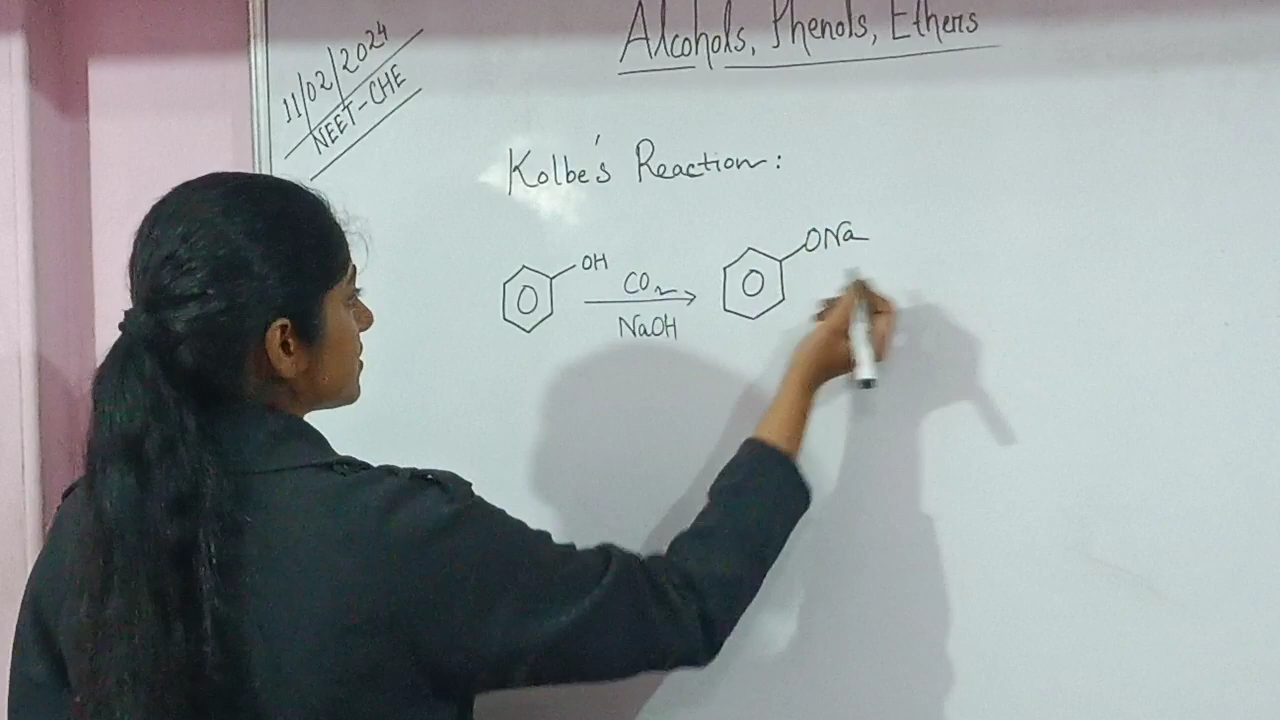 11/02/2024
NEET-CHE
Alcohols, Phenols, Ethers
Kolbe's Reaction:
OH
CO2
NaOH
ONa